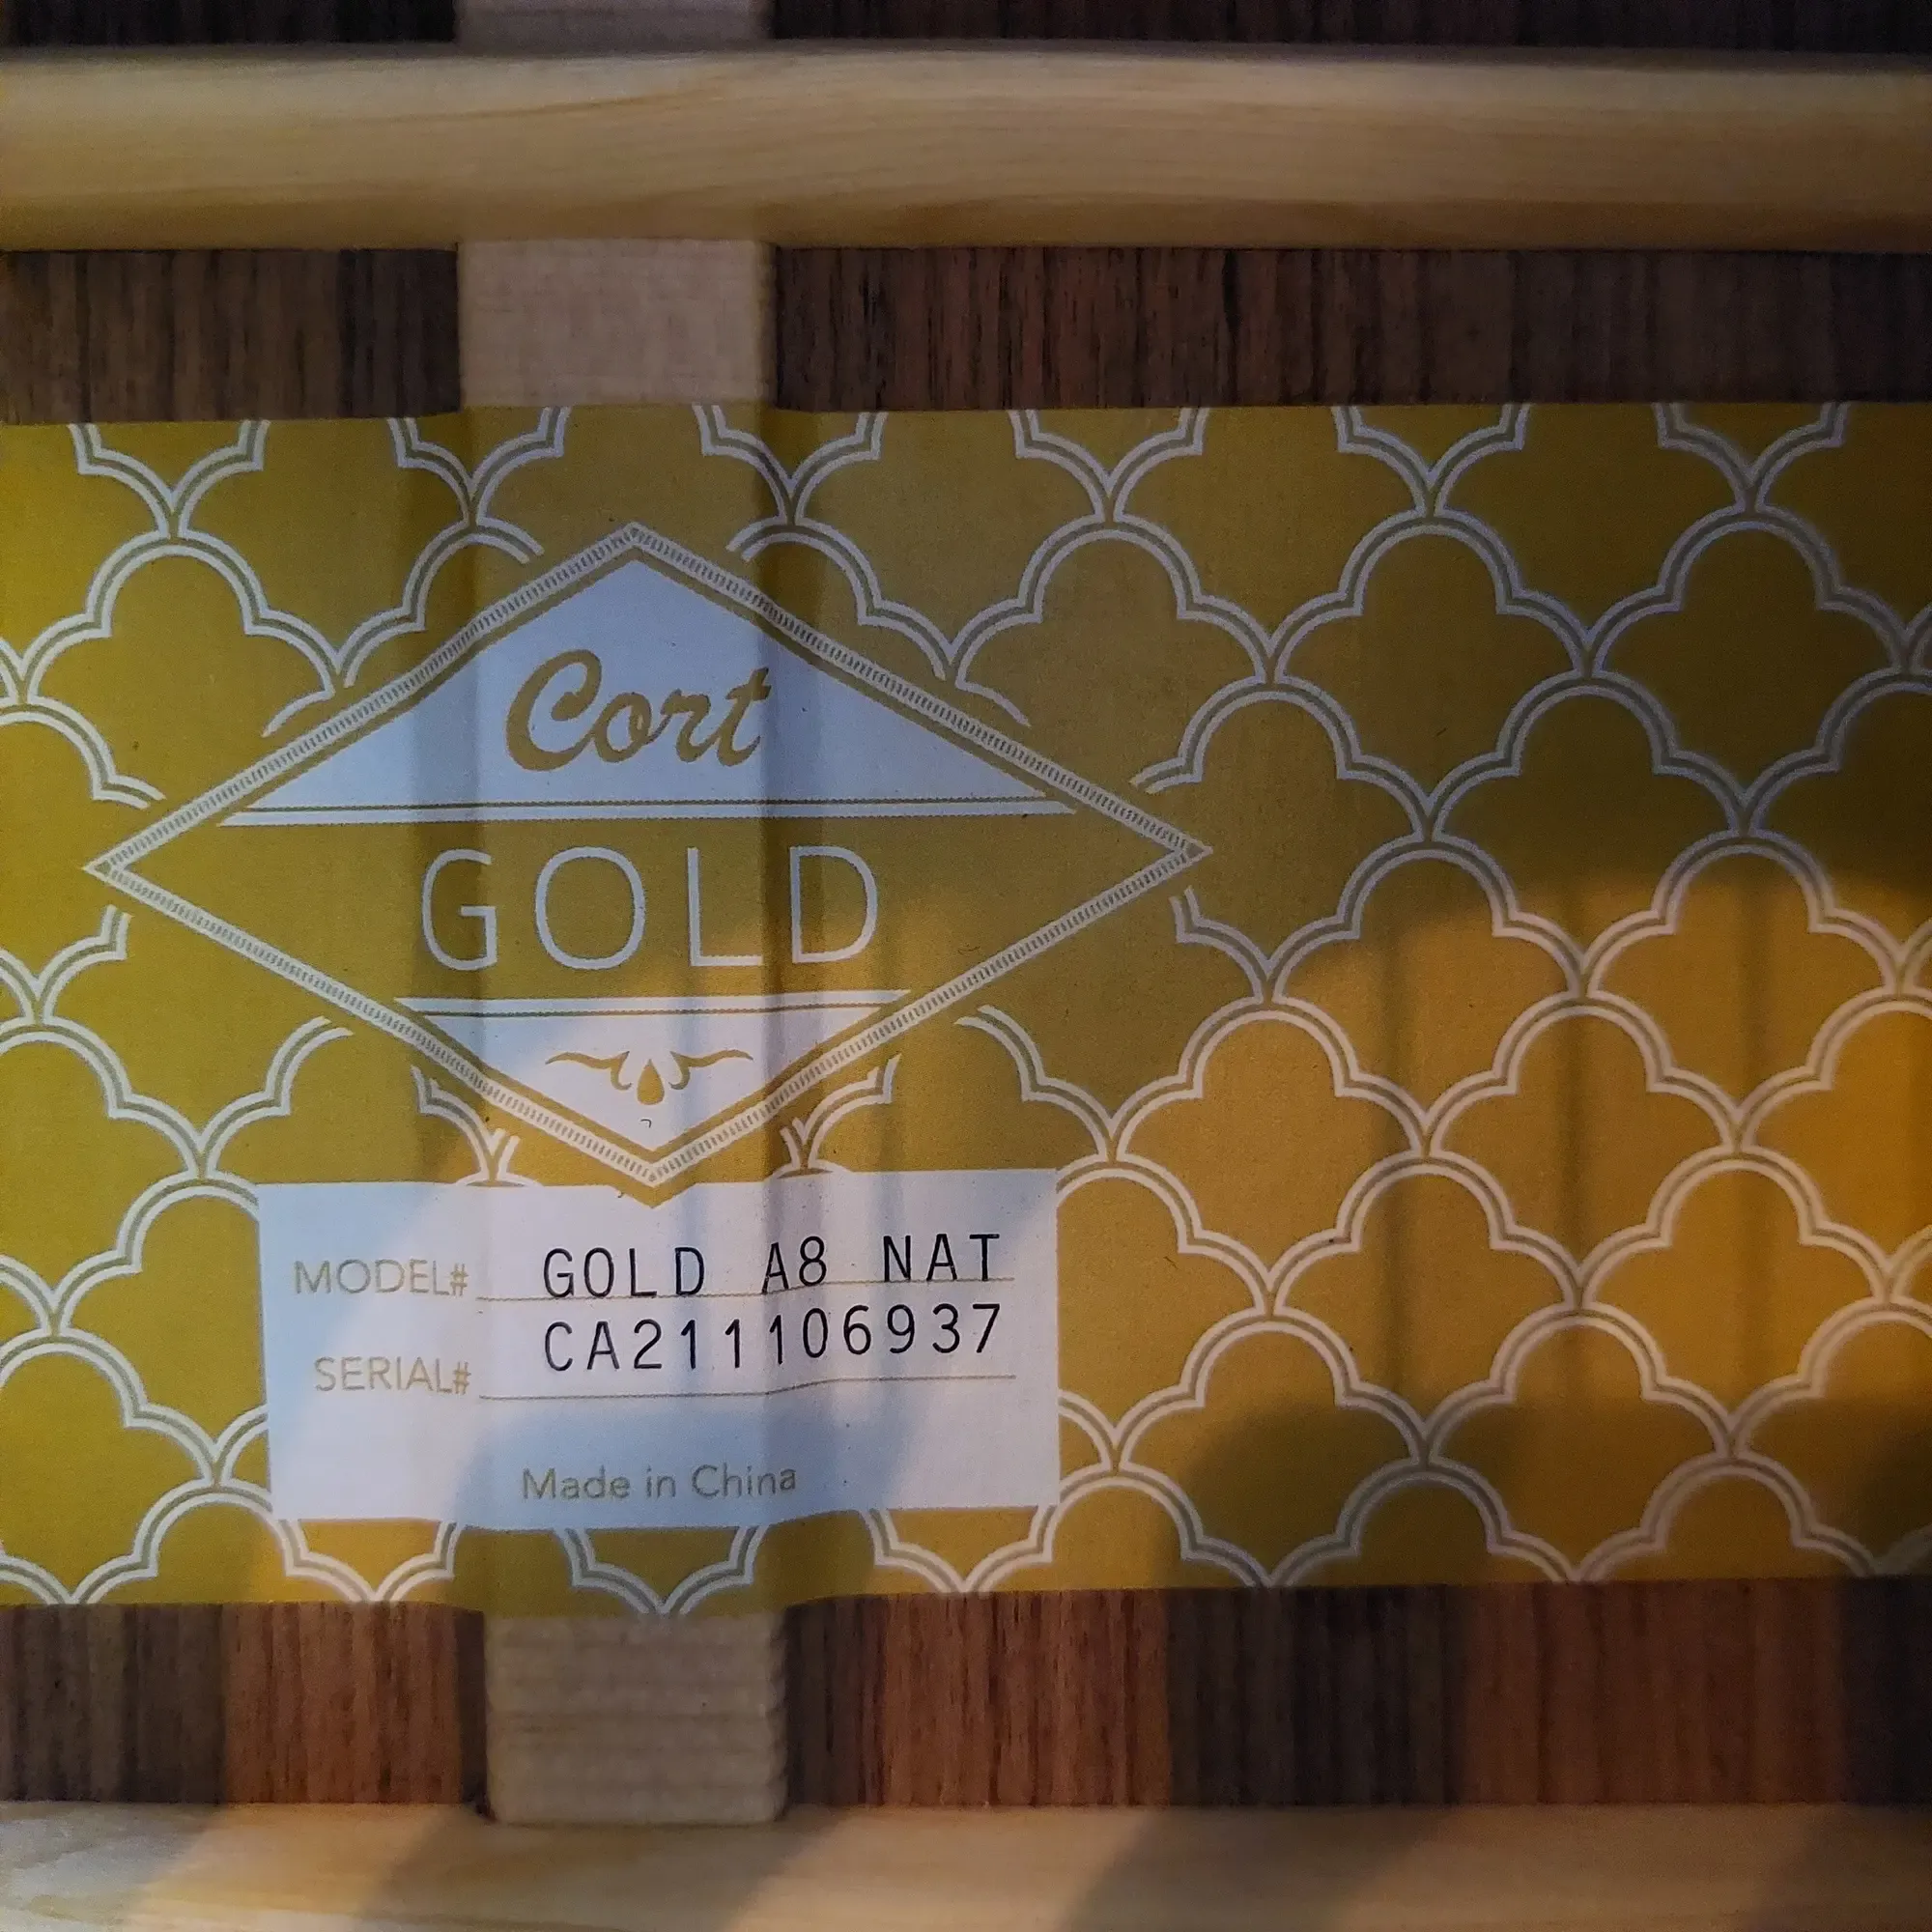 Cort
GOLD
MODEL# GOLD A8 NAT
SERIAL# CA211106937
Made in China